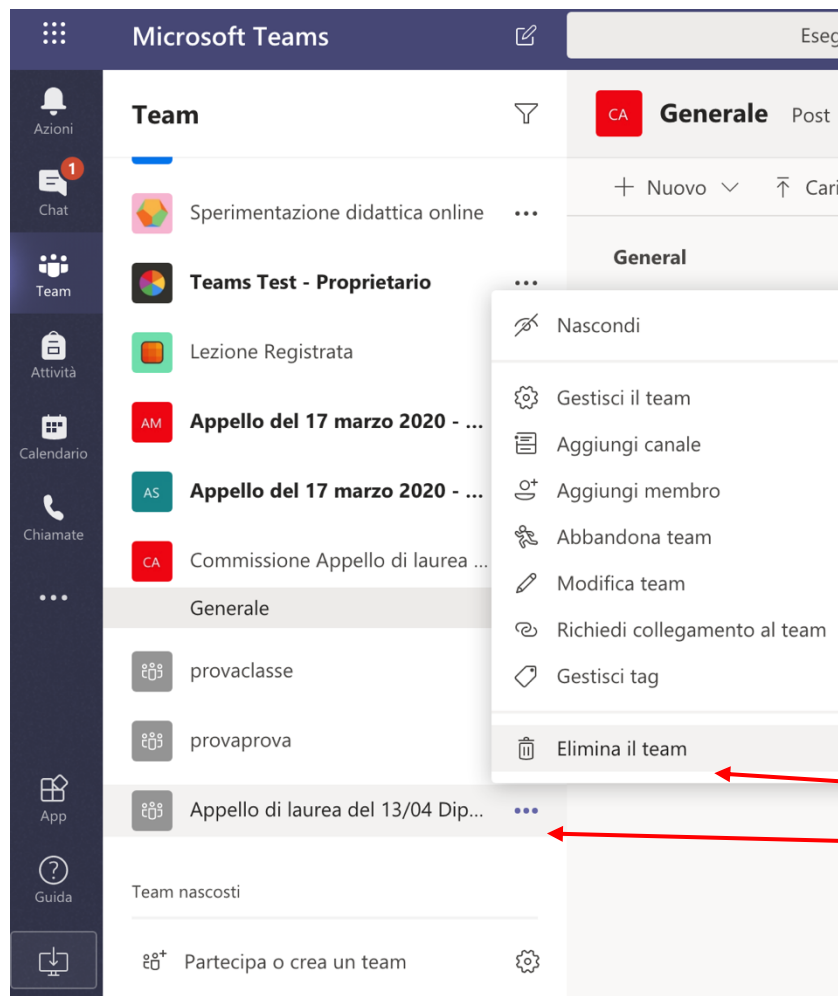 Microsoft Teams
Eseg
Azioni
1
Chat
Team
Attività
Calendario
Chiamate
App
Guida
Team
Sperimentazione didattica online
Teams Test - Proprietario
Lezione Registrata
AM Appello del 17 marzo 2020 - ...
AS Appello del 17 marzo 2020 - ...
CA Commissione Appello di laurea ...
Generale
provaclasse
provaprova
Appello di laurea del 13/04 Dip...
Team nascosti
Partecipa o crea un team
CA Generale Post
Nuovo Cari
General
Nascondi
Gestisci il team
Aggiungi canale
Aggiungi membro
Abbandona team
Modifica team
Richiedi collegamento al team
Gestisci tag
Elimina il team